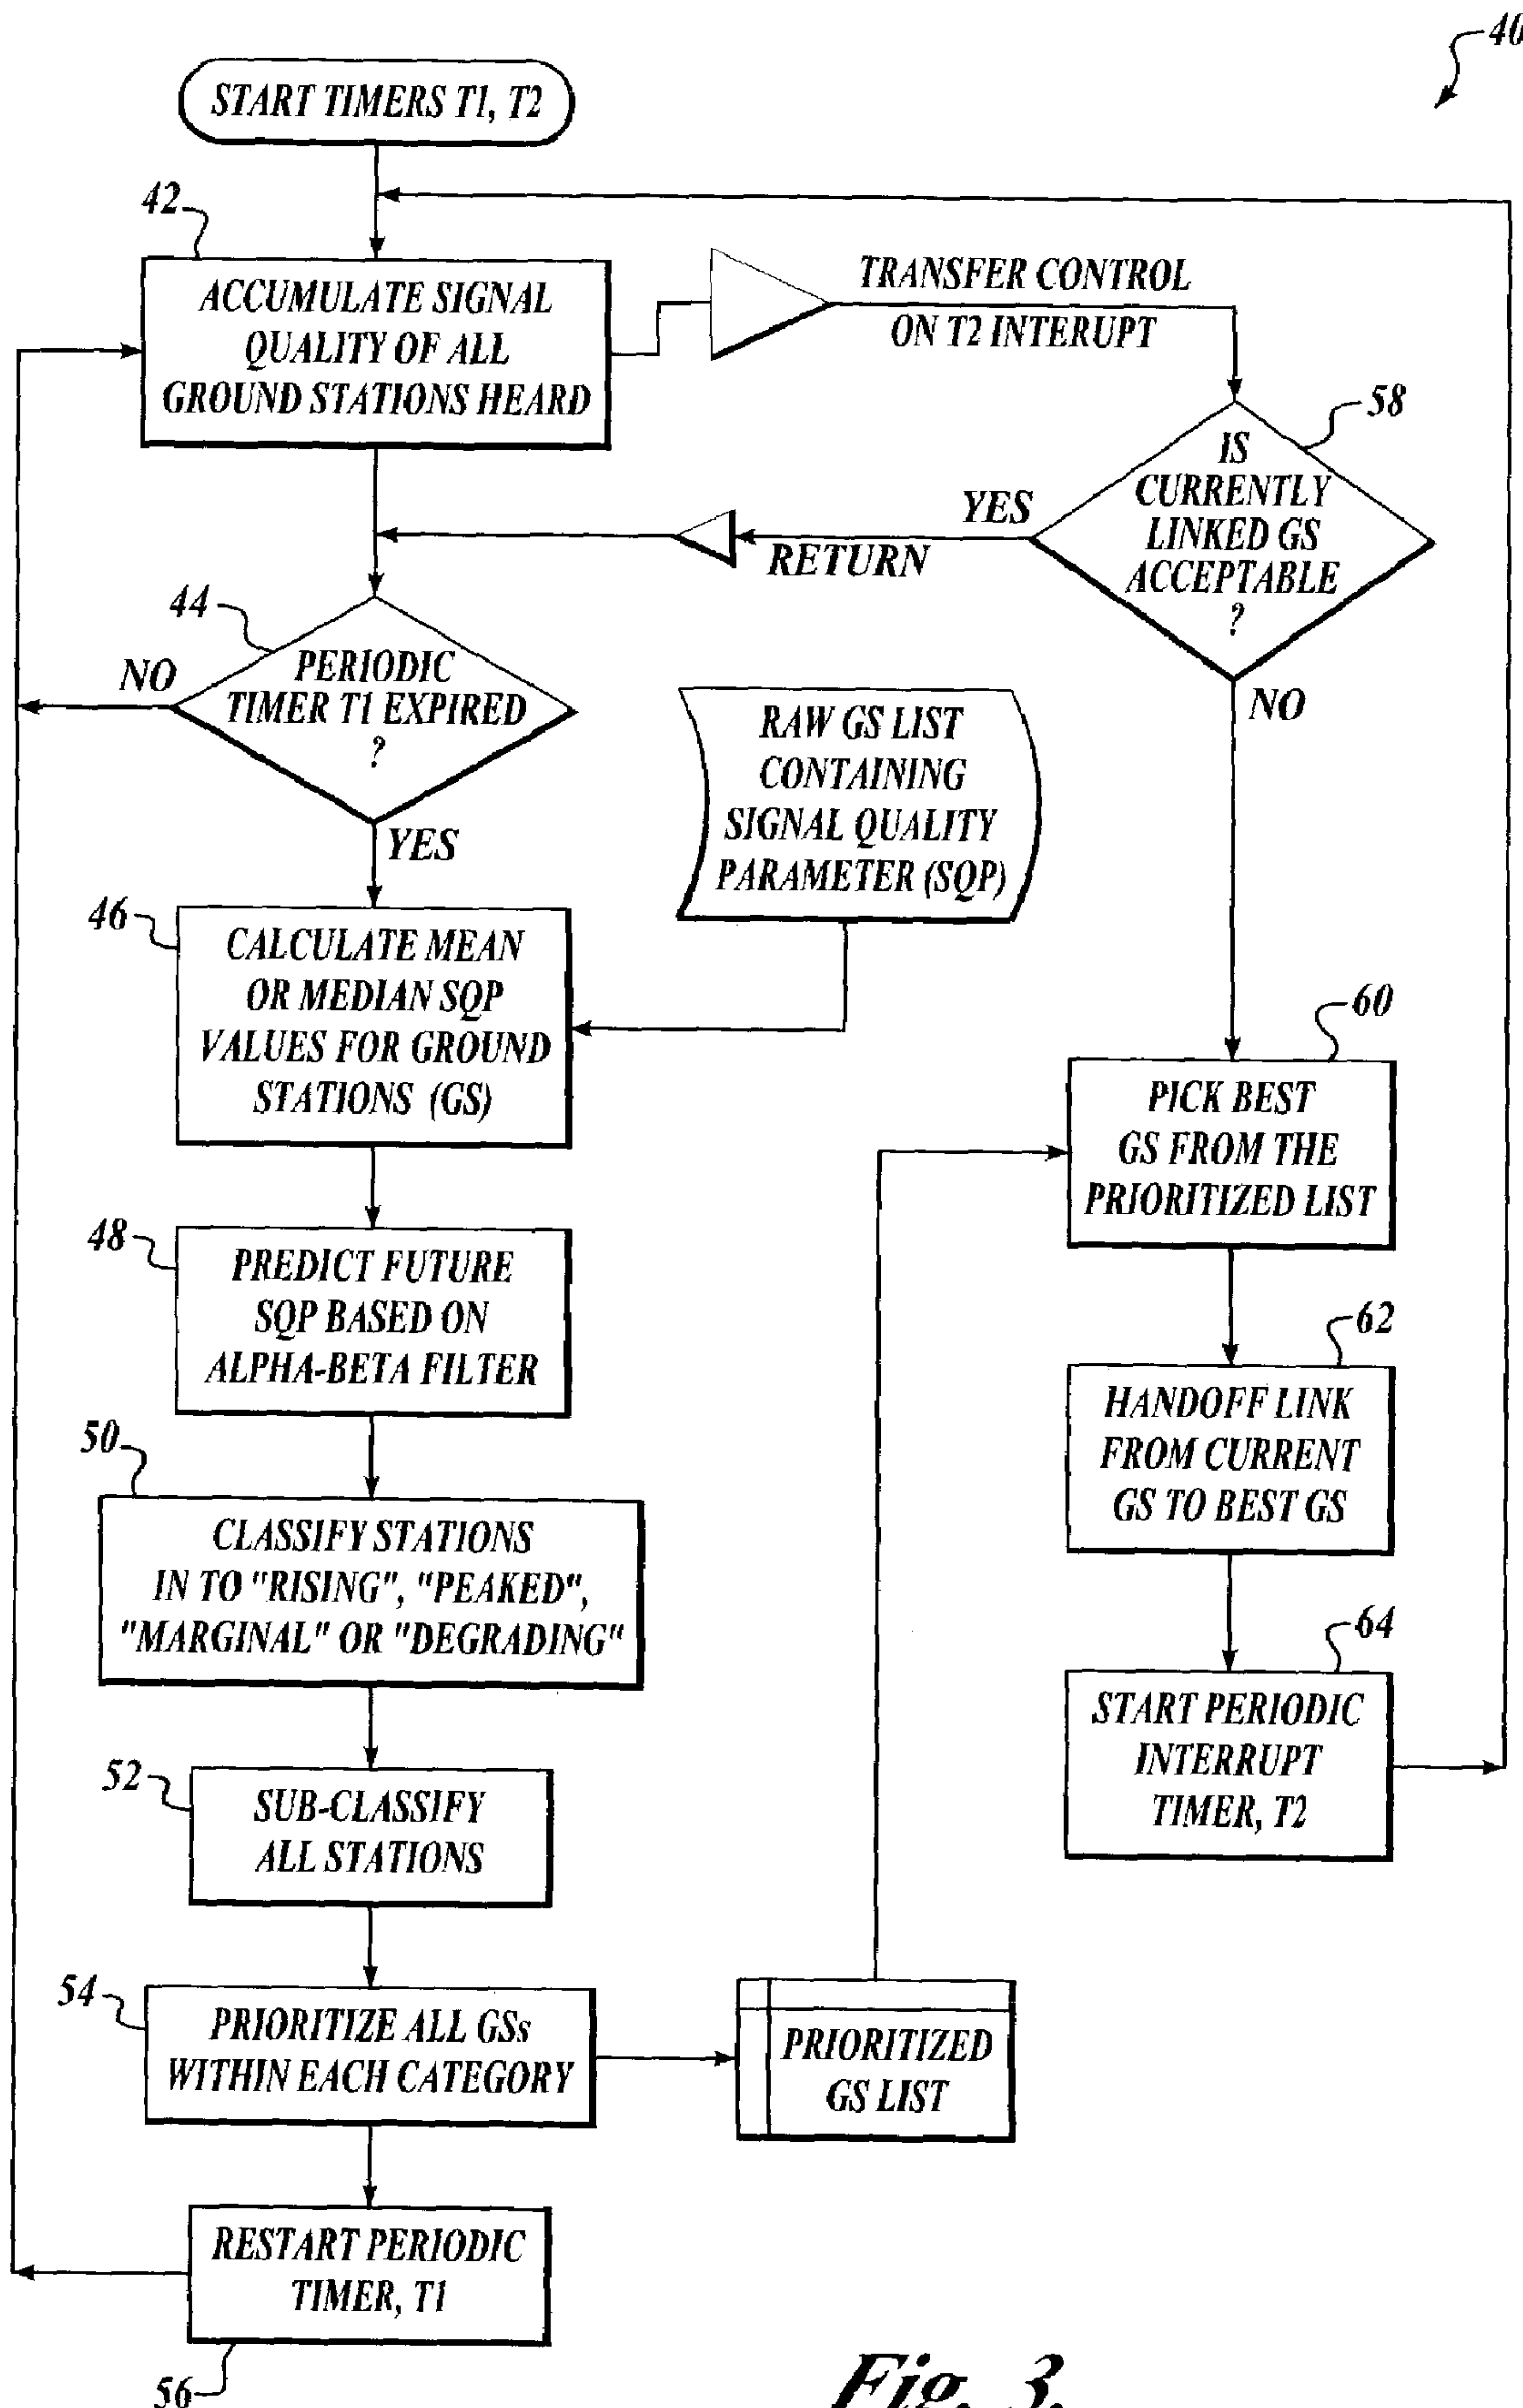 40
START TIMERS T1, T2
42
ACCUMULATE SIGNAL
QUALITY OF ALL
GROUND STATIONS HEARD
TRANSFER CONTROL
ON T2 INTERUPT
58
IS
CURRENTLY
LINKED GS
ACCEPTABLE
?
YES
RETURN
NO
44
PERIODIC
TIMER T1 EXPIRED
?
NO
YES
RAW GS LIST
CONTAINING
SIGNAL QUALITY
PARAMETER (SQP)
46
CALCULATE MEAN
OR MEDIAN SQP
VALUES FOR GROUND
STATIONS (GS)
60
PICK BEST
GS FROM THE
PRIORITIZED LIST
48
PREDICT FUTURE
SQP BASED ON
ALPHA-BETA FILTER
62
HANDOFF LINK
FROM CURRENT
GS TO BEST GS
50
CLASSIFY STATIONS
IN TO "RISING", "PEAKED",
"MARGINAL" OR "DEGRADING"
64
START PERIODIC
INTERRUPT
TIMER, T2
52
SUB-CLASSIFY
ALL STATIONS
54
PRIORITIZE ALL GSs
WITHIN EACH CATEGORY
PRIORITIZED
GS LIST
RESTART PERIODIC
TIMER, T1
56
Fig. 3.